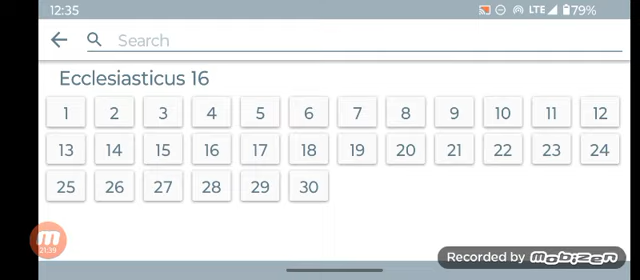 12:35 LTE 79%
Search
Ecclesiasticus 16
1 2 3 4 5 6 7 8 9 10 11 12
13 14 15 16 17 18 19 20 21 22 23 24
25 26 27 28 29 30
21:39
Recorded by mobizen